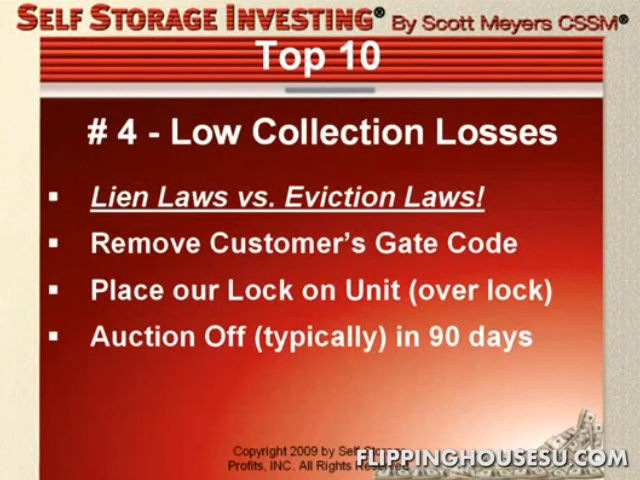 SELF STORAGE INVESTING® By SCOTT MEYERS CSSM®
Top 10
# 4 - Low Collection Losses
▪ Lien Laws vs. Eviction Laws!
▪ Remove Customer's Gate Code
▪ Place our Lock on Unit (over lock)
▪ Auction Off (typically) in 90 days
Copyright 2009 by Self
Profits, INC. All Rights
FLIPPINGHOUSESU.COM